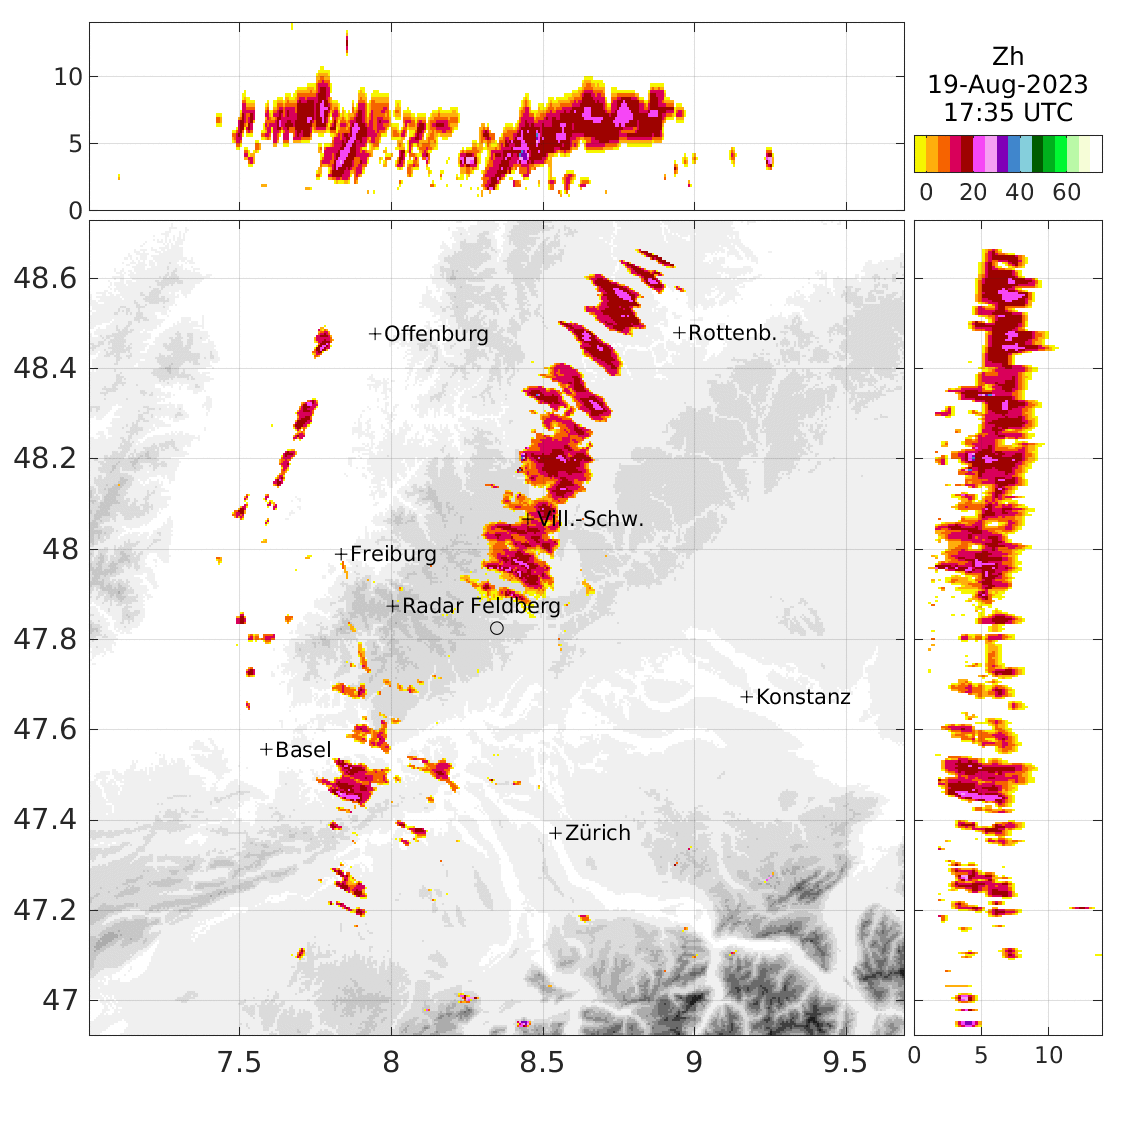 10
5
0
Zh
19-Aug-2023
17:35 UTC
0 20 40 60
48.6
48.4
48.2
48
47.8
47.6
47.4
47.2
47
+Offenburg
+Rottenb.
+Vill.-Schw.
+Freiburg
+Radar Feldberg
+Konstanz
+Basel
+Zürich
7.5 8 8.5 9 9.5
0 5 10